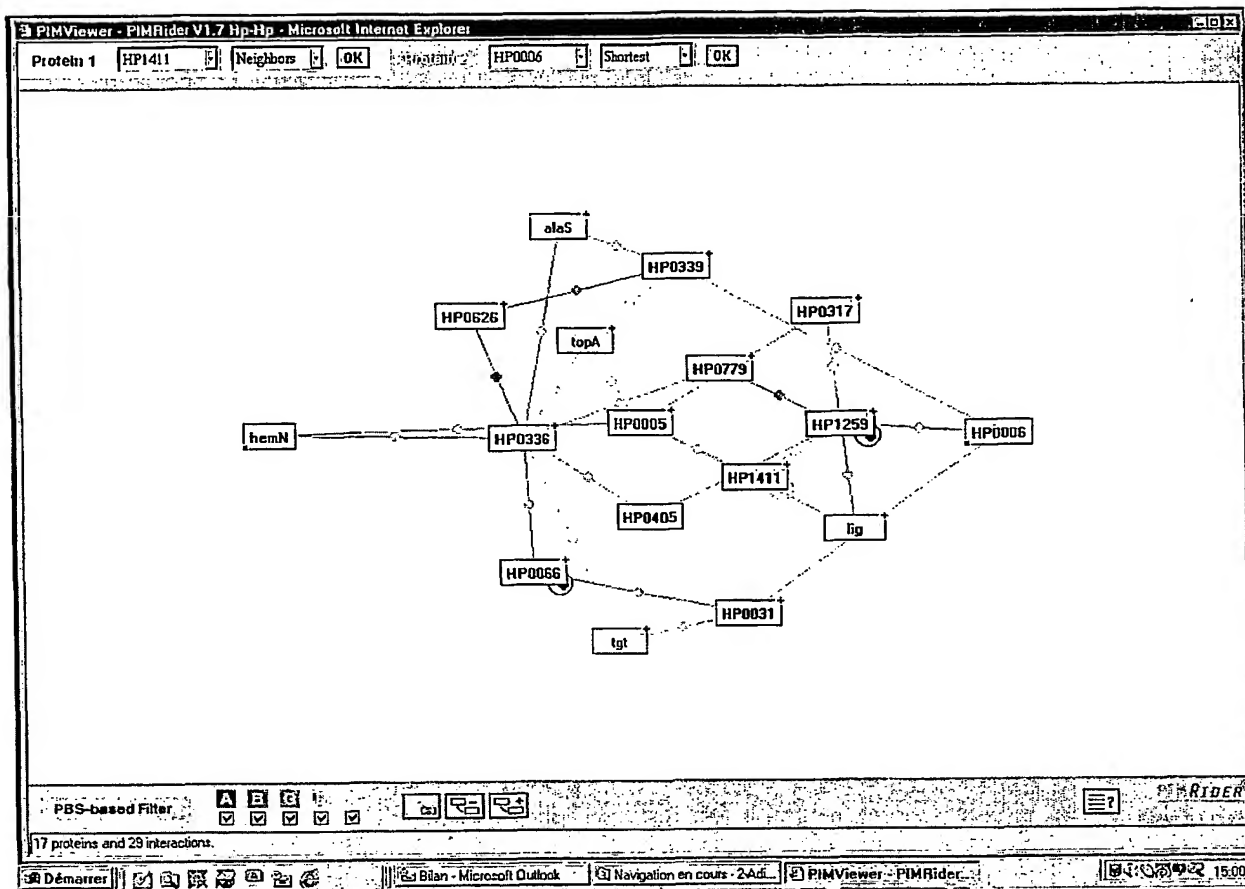 PIMViewer - PIMRider V1.7 Hp-Hp - Microsoft Internet Explorer
Protein 1 HP1411 Neighbors OK HP0006 Shortest OK
alaS
HP0339
HP0626
HP0317
topA
HP0779
hemN
HP0336
HP0005
HP1259
HP0006
HP1411
HP0405
lig
HP0066
HP0031
tgt
PBS-based Filter A B C
RIDER
17 proteins and 29 interactions.
Démarrer Bilan - Microsoft Outlook Navigation en cours - 2-Adi... PIMViewer - PIMRider... 15:00